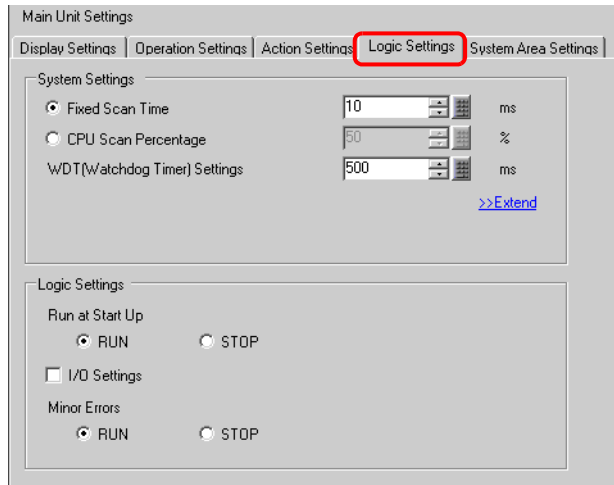 Main Unit Settings
Display Settings Operation Settings Action Settings Logic Settings System Area Settings
System Settings
Fixed Scan Time 10 ms
CPU Scan Percentage 50 %
WDT(Watchdog Timer) Settings 500 ms
>>Extend
Logic Settings
Run at Start Up
RUN STOP
I/O Settings
Minor Errors
RUN STOP